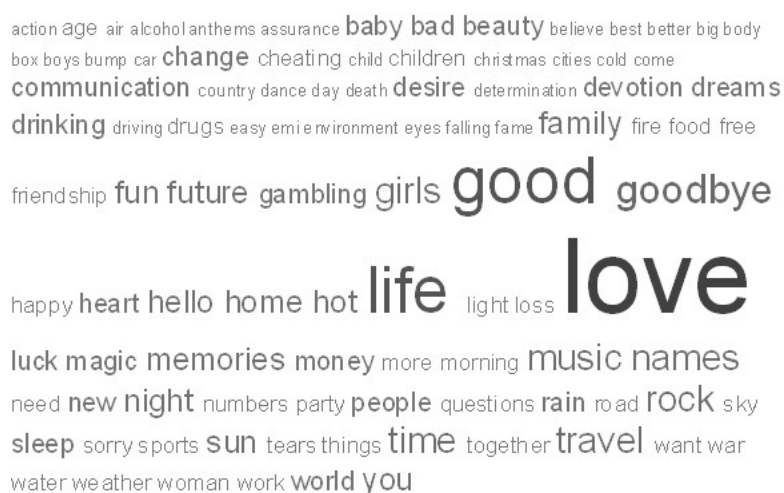 action age air alcohol anthems assurance baby bad beauty believe best better big body
box boys bump car change cheating child children christmas cities cold come
communication country dance day death desire determination devotion dreams
drinking driving drugs easy emi environment eyes falling fame family fire food free
friendship fun future gambling girls good goodbye
happy heart hello home hot life light loss love
luck magic memories money more morning music names
need new night numbers party people questions rain road rock sky
sleep sorry sports sun tears things time together travel want war
water weather woman work world you